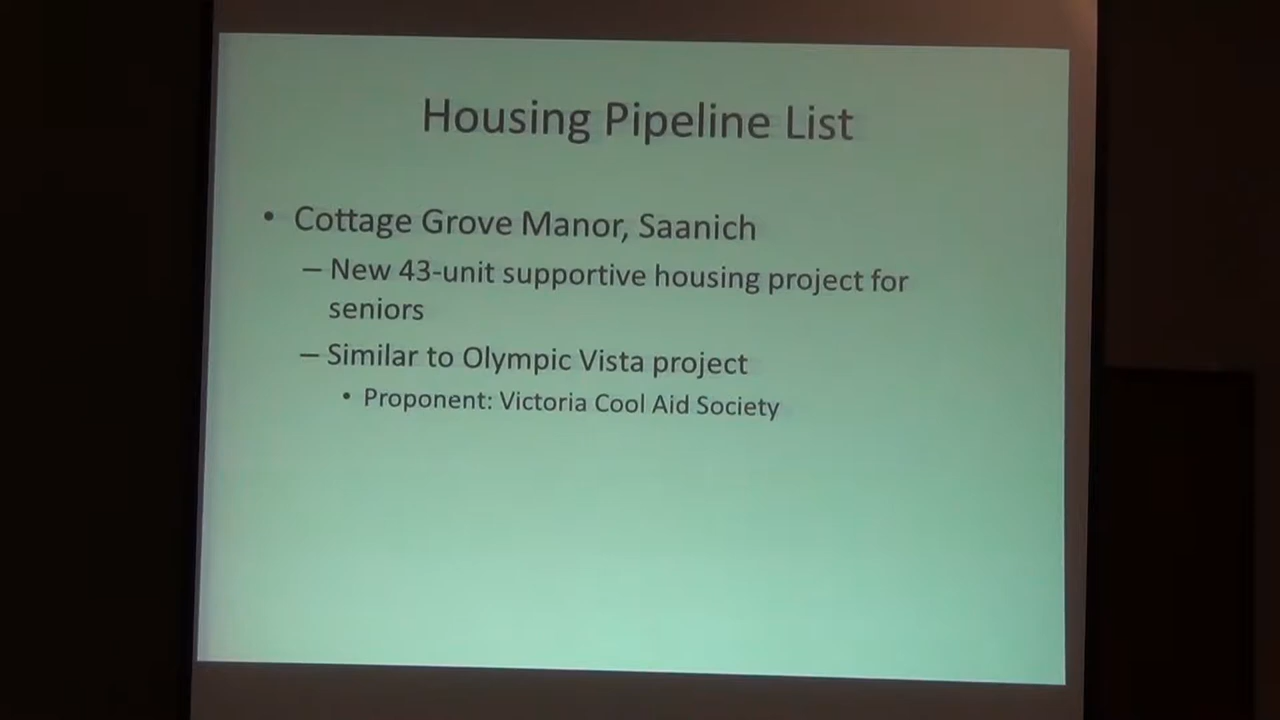 Housing Pipeline List
• Cottage Grove Manor, Saanich
– New 43-unit supportive housing project for
seniors
– Similar to Olympic Vista project
• Proponent: Victoria Cool Aid Society